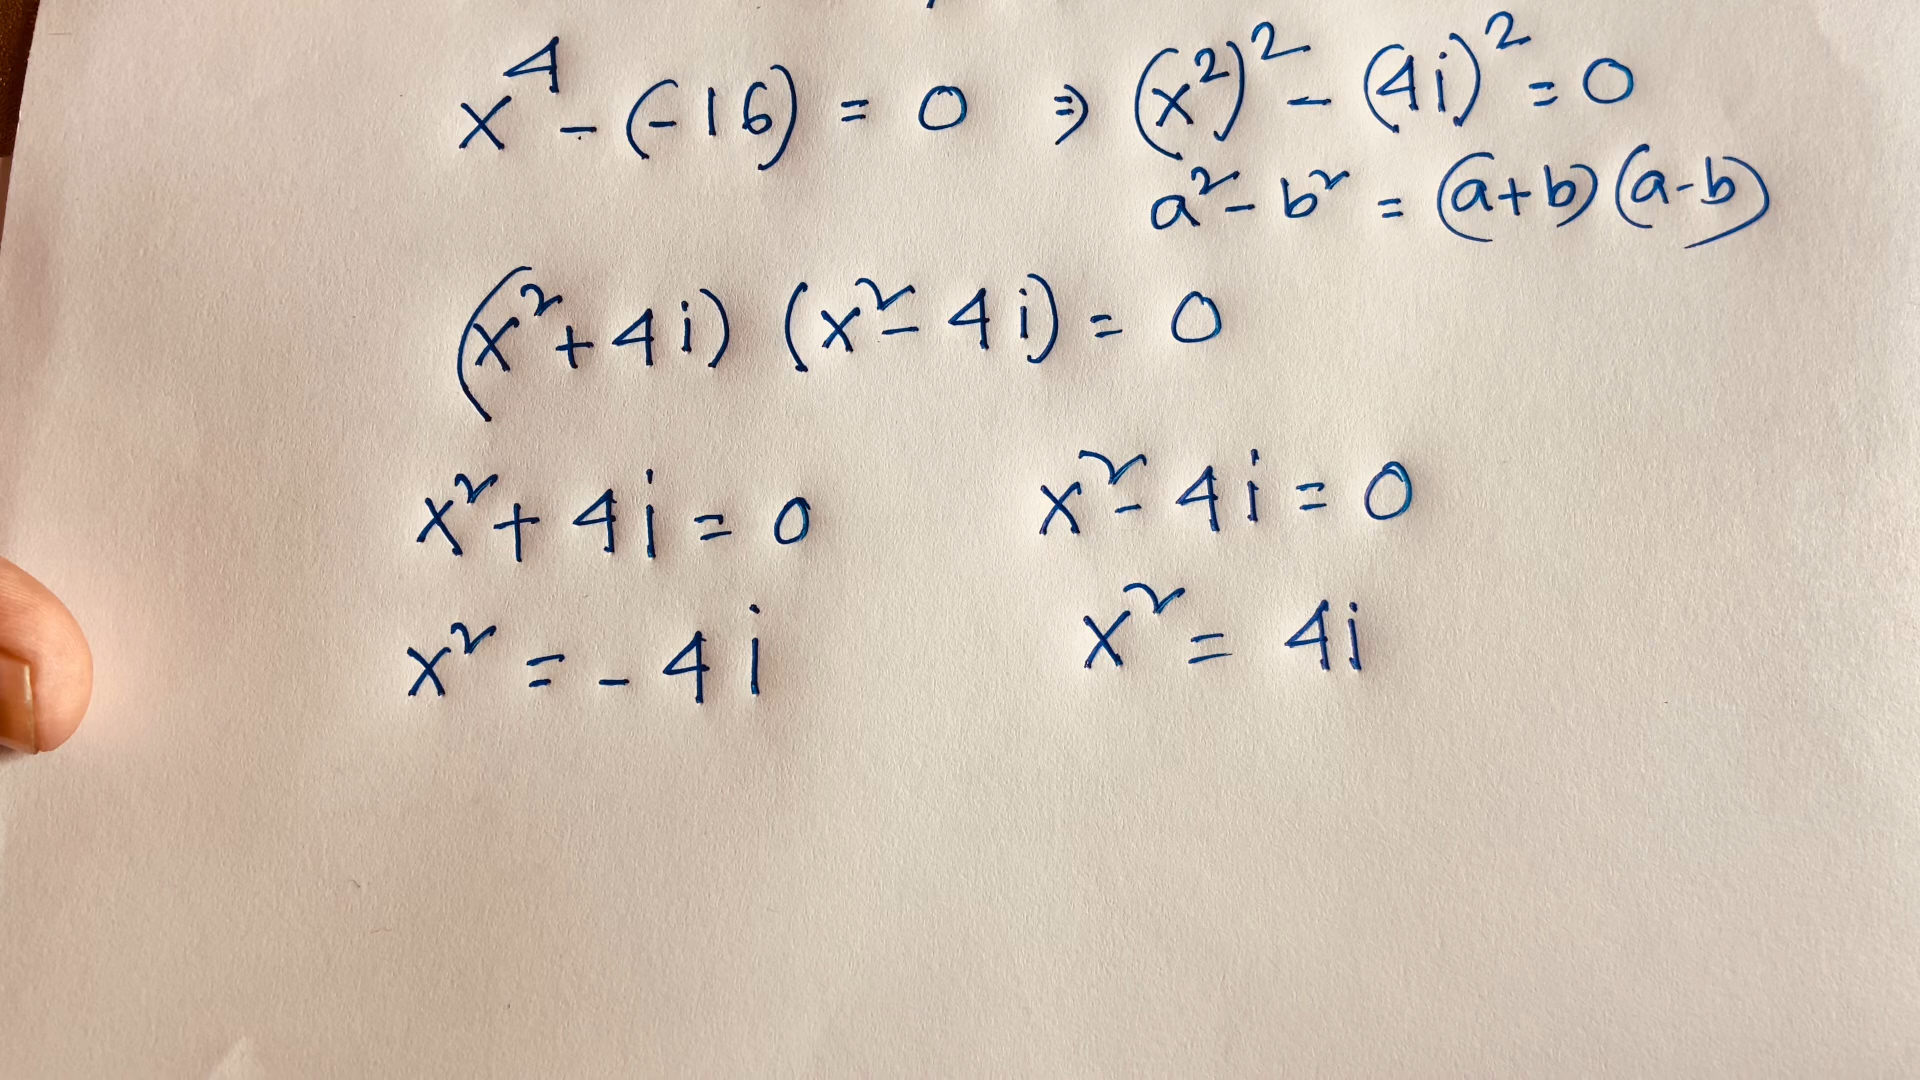 x⁴ - (-16) = 0 ⇒ (x²)² - (4i)² = 0
a² - b² = (a+b)(a-b)
(x² + 4i) (x² - 4i) = 0
x² + 4i = 0 x² - 4i = 0
x² = -4i x² = 4i